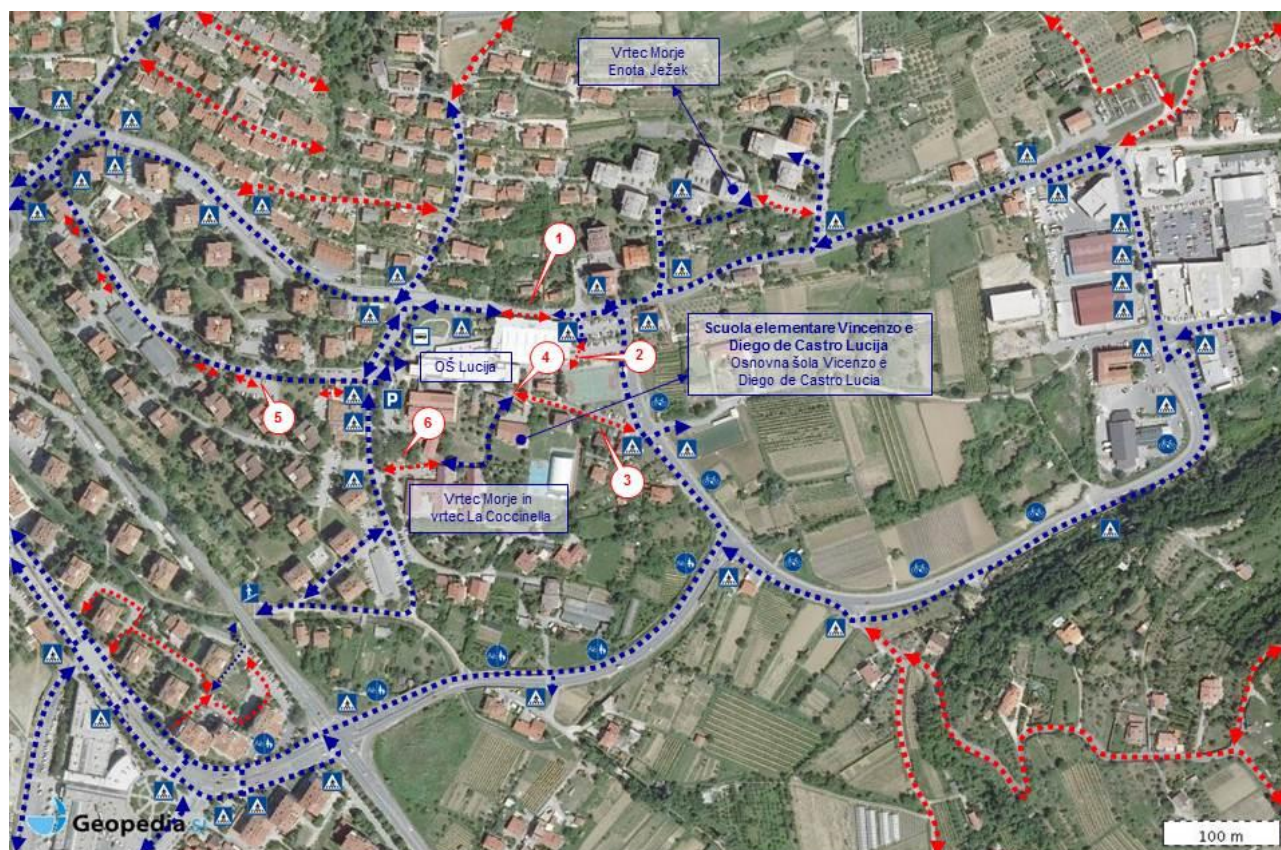 Vrtec Morje
Enota Ježek
1
Scuola elementare Vincenzo e
Diego de Castro Lucija
Osnovna šola Vicenzo e
Diego de Castro Lucia
2
4
OŠ Lucija
P
5
6
3
Vrtec Morje in
vrtec La Coccinella
Geopedia.si
100 m